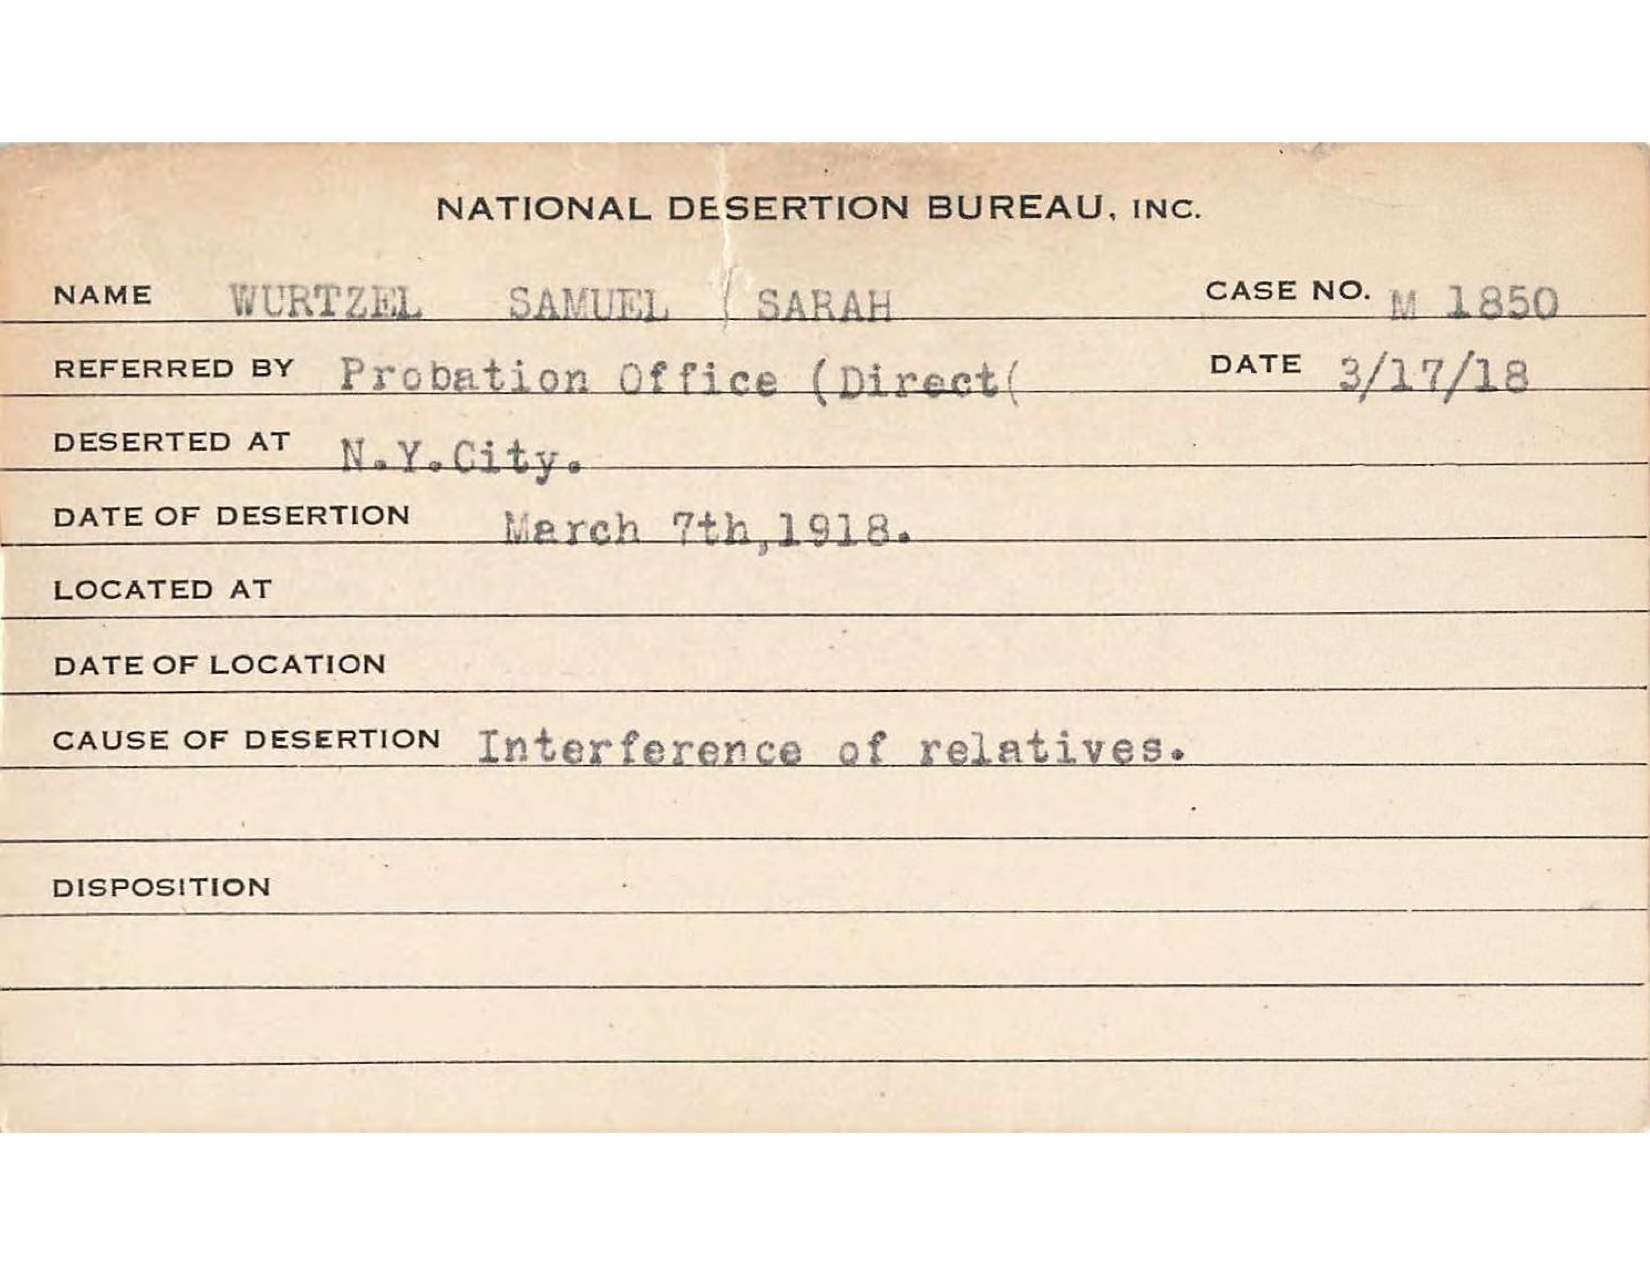 NATIONAL DESERTION BUREAU, INC.
NAME WURTZEL SAMUEL / SARAH CASE NO. M 1850
REFERRED BY Probation Office (Direct( DATE 3/17/18
DESERTED AT N.Y.City.
DATE OF DESERTION March 7th,1918.
LOCATED AT
DATE OF LOCATION
CAUSE OF DESERTION Interference of relatives.
DISPOSITION